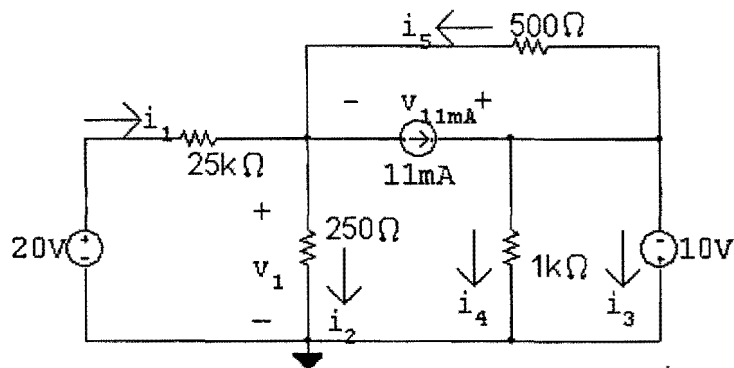 i5 500Ω
- v11mA +
i1
25kΩ
11mA
+
20V
+
-
v1
-
250Ω
i2
i4
1kΩ
i3
-
+
10V